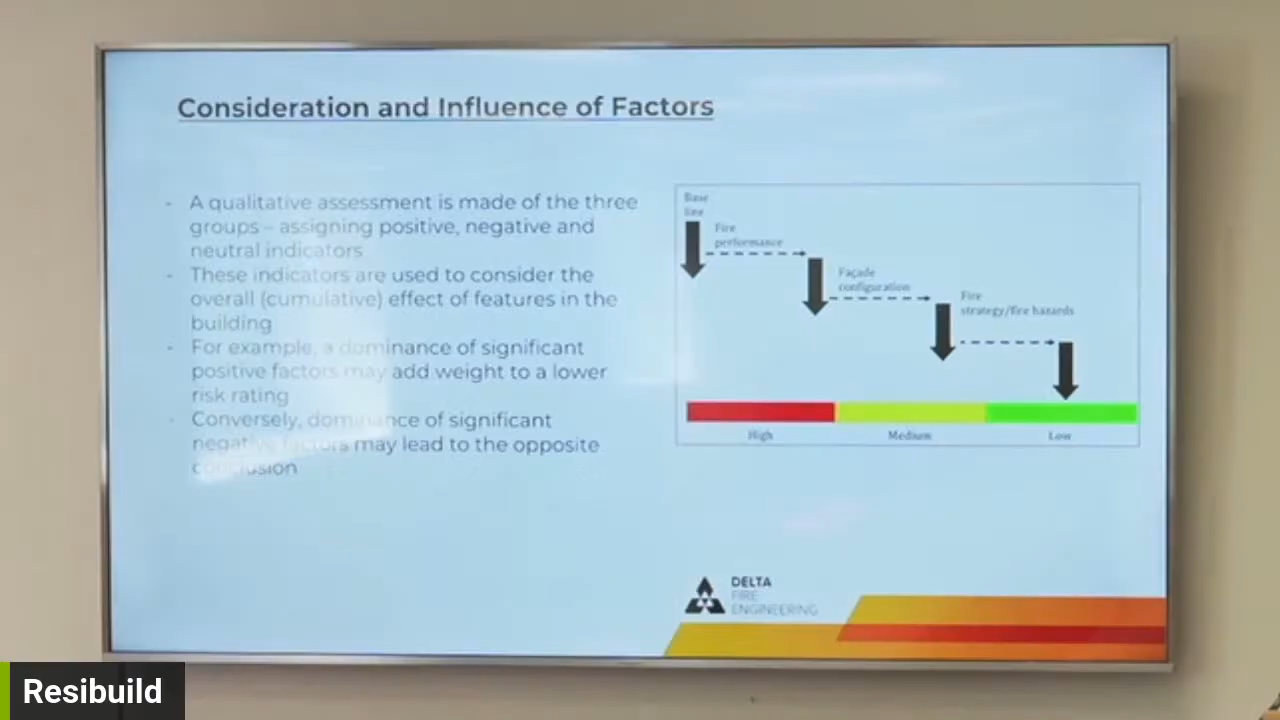 Consideration and Influence of Factors
- A qualitative assessment is made of the three
groups – assigning positive, negative and
neutral indicators
- These indicators are used to consider the
overall (cumulative) effect of features in the
building
- For example, a dominance of significant
positive factors may add weight to a lower
risk rating
- Conversely, dominance of significant
negative factors may lead to the opposite
conclusion
Base
line
Fire
performance
Façade
configuration
Fire
strategy/fire hazards
High
Medium
Low
DELTA
FIRE
ENGINEERING
Resibuild